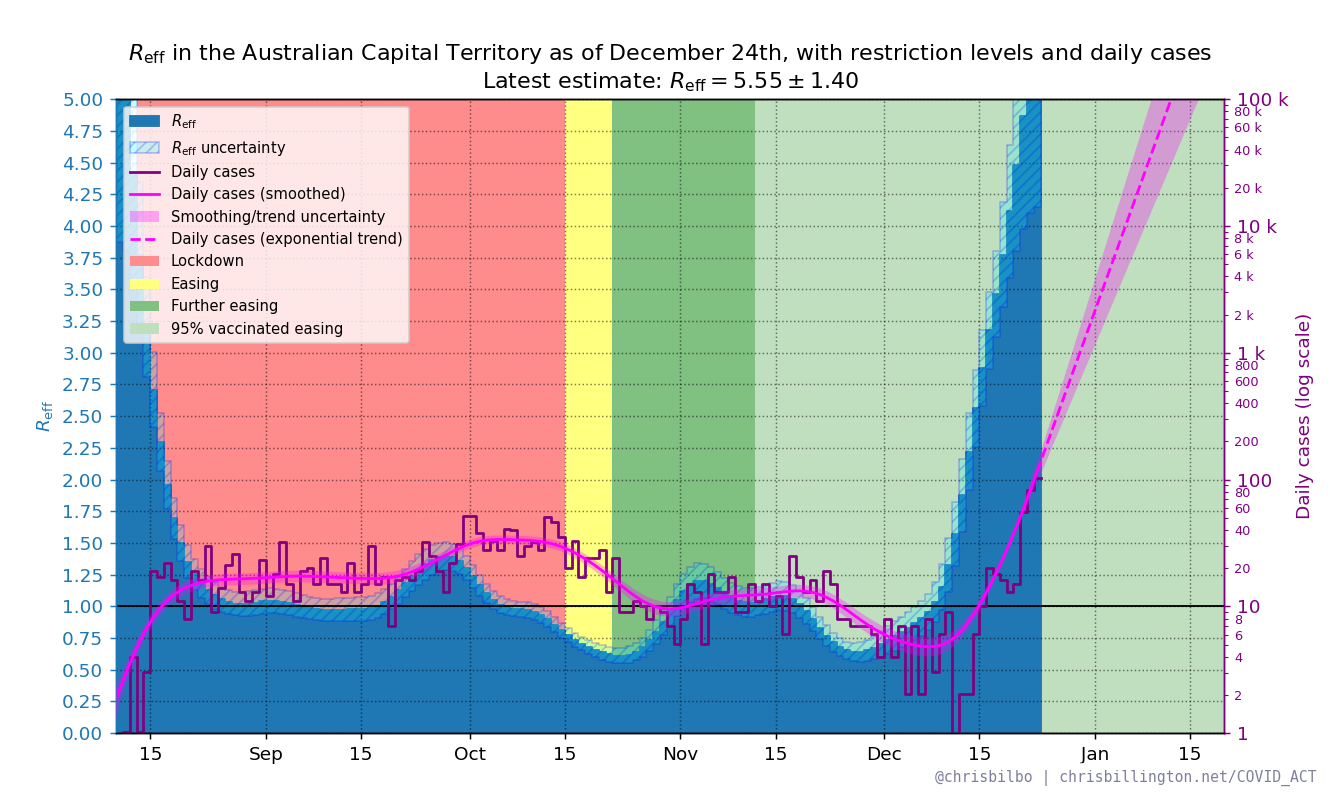 R_eff in the Australian Capital Territory as of December 24th, with restriction levels and daily cases
Latest estimate: R_eff = 5.55 ± 1.40
R_eff
R_eff uncertainty
Daily cases
Daily cases (smoothed)
Smoothing/trend uncertainty
Daily cases (exponential trend)
Lockdown
Easing
Further easing
95% vaccinated easing
R_eff
5.00
4.75
4.50
4.25
4.00
3.75
3.50
3.25
3.00
2.75
2.50
2.25
2.00
1.75
1.50
1.25
1.00
0.75
0.50
0.25
0.00
15
Sep
15
Oct
15
Nov
15
Dec
15
Jan
15
100 k
80 k
60 k
40 k
20 k
10 k
8 k
6 k
4 k
2 k
1 k
800
600
400
200
100
80
60
40
20
10
8
6
4
2
1
Daily cases (log scale)
@chrisbilbo | chrisbillington.net/COVID_ACT